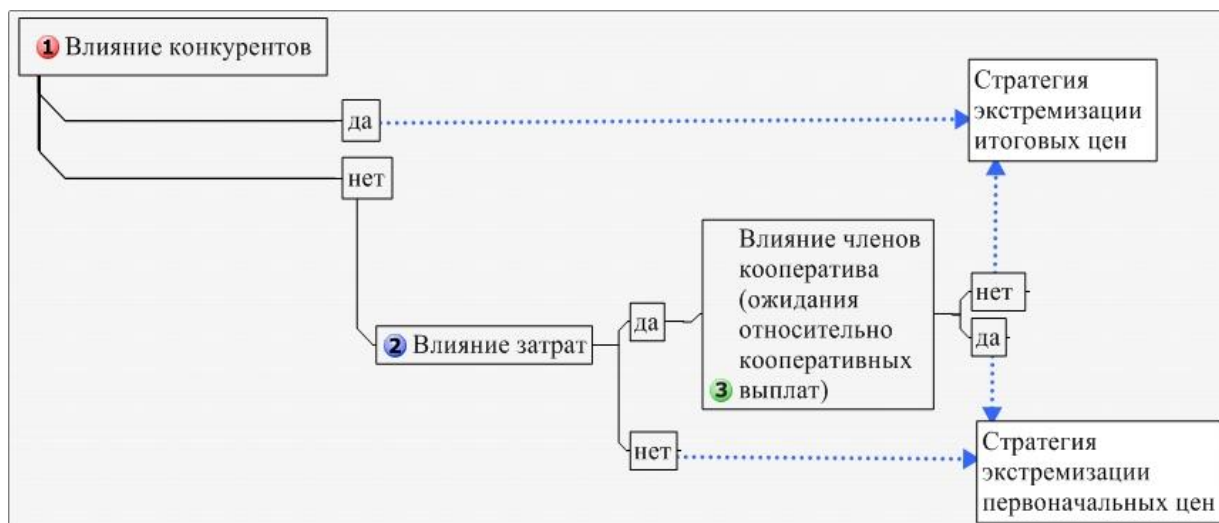 1 Влияние конкурентов
да
нет
Стратегия
экстремизации
итоговых цен
2 Влияние затрат
да
нет
Влияние членов
кооператива
(ожидания
относительно
кооперативных
3 выплат)
нет
да
Стратегия
экстремизации
первоначальных цен